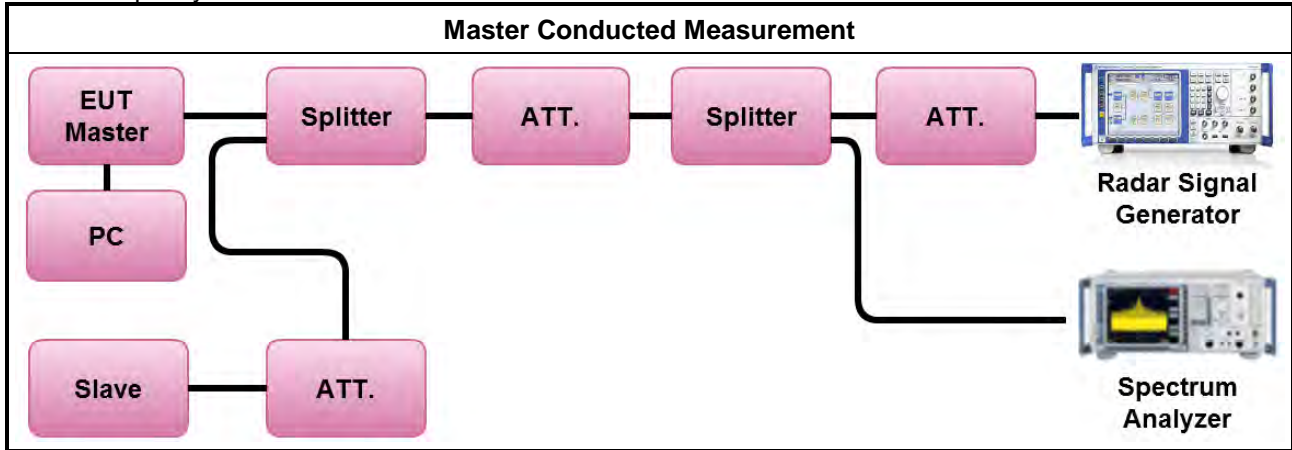 Master Conducted Measurement
EUT
Master
Splitter
ATT.
Splitter
ATT.
Radar Signal
Generator
PC
Slave
ATT.
Spectrum
Analyzer